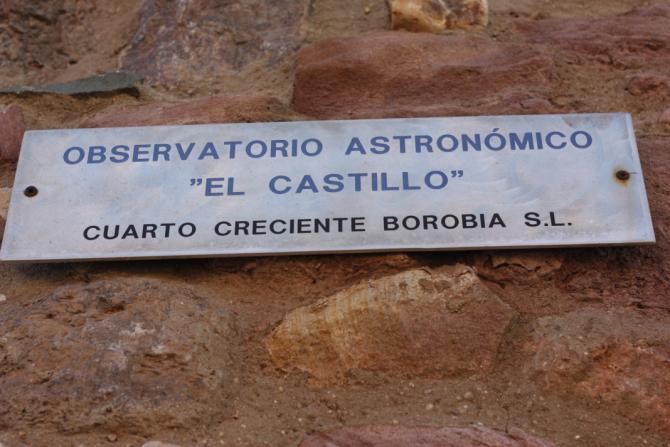 OBSERVATORIO ASTRONÓMICO
"EL CASTILLO"
CUARTO CRECIENTE BOROBIA S.L.